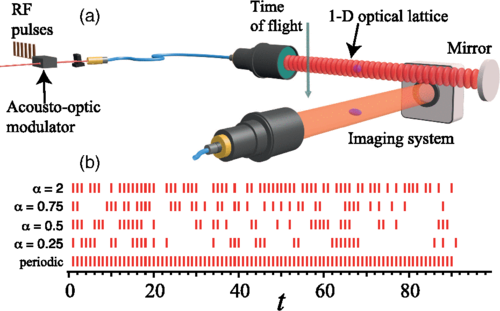 RF
pulses
(a)
Time
of flight
1-D optical lattice
Mirror
Acousto-optic
modulator
Imaging system
(b)
α = 2
α = 0.75
α = 0.5
α = 0.25
periodic
0 20 40 60 80
t